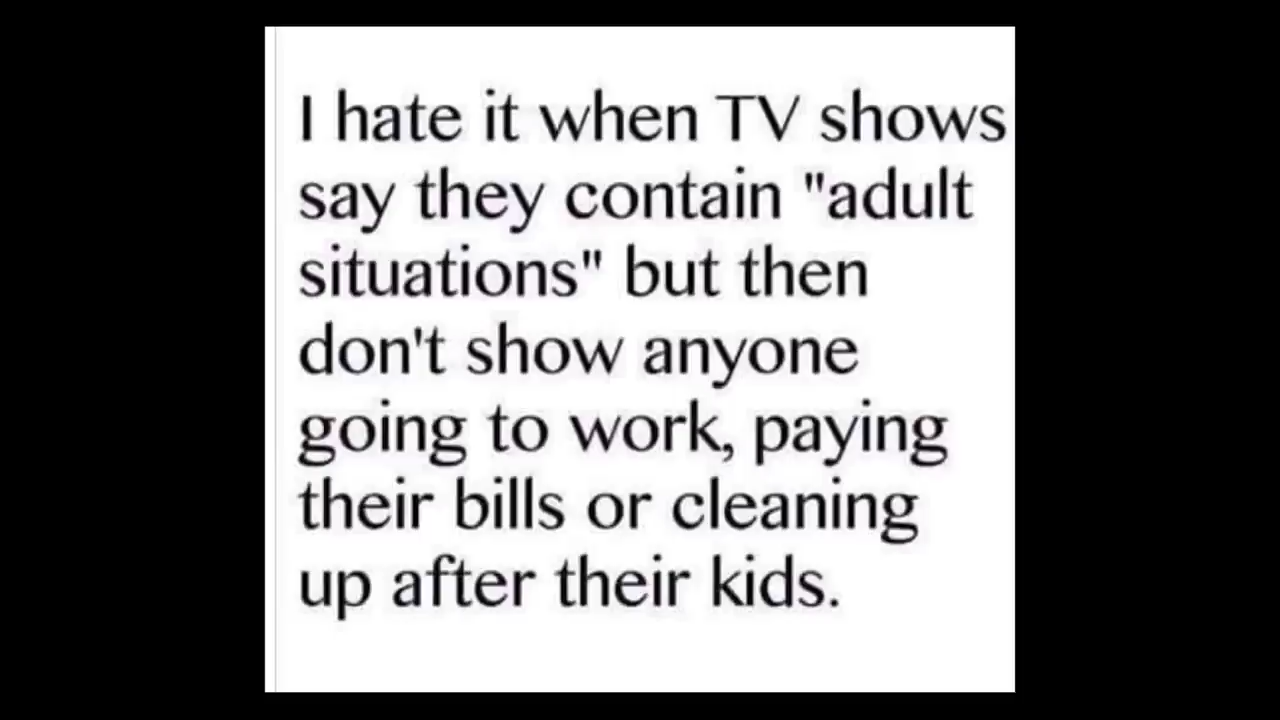 I hate it when TV shows
say they contain "adult
situations" but then
don't show anyone
going to work, paying
their bills or cleaning
up after their kids.